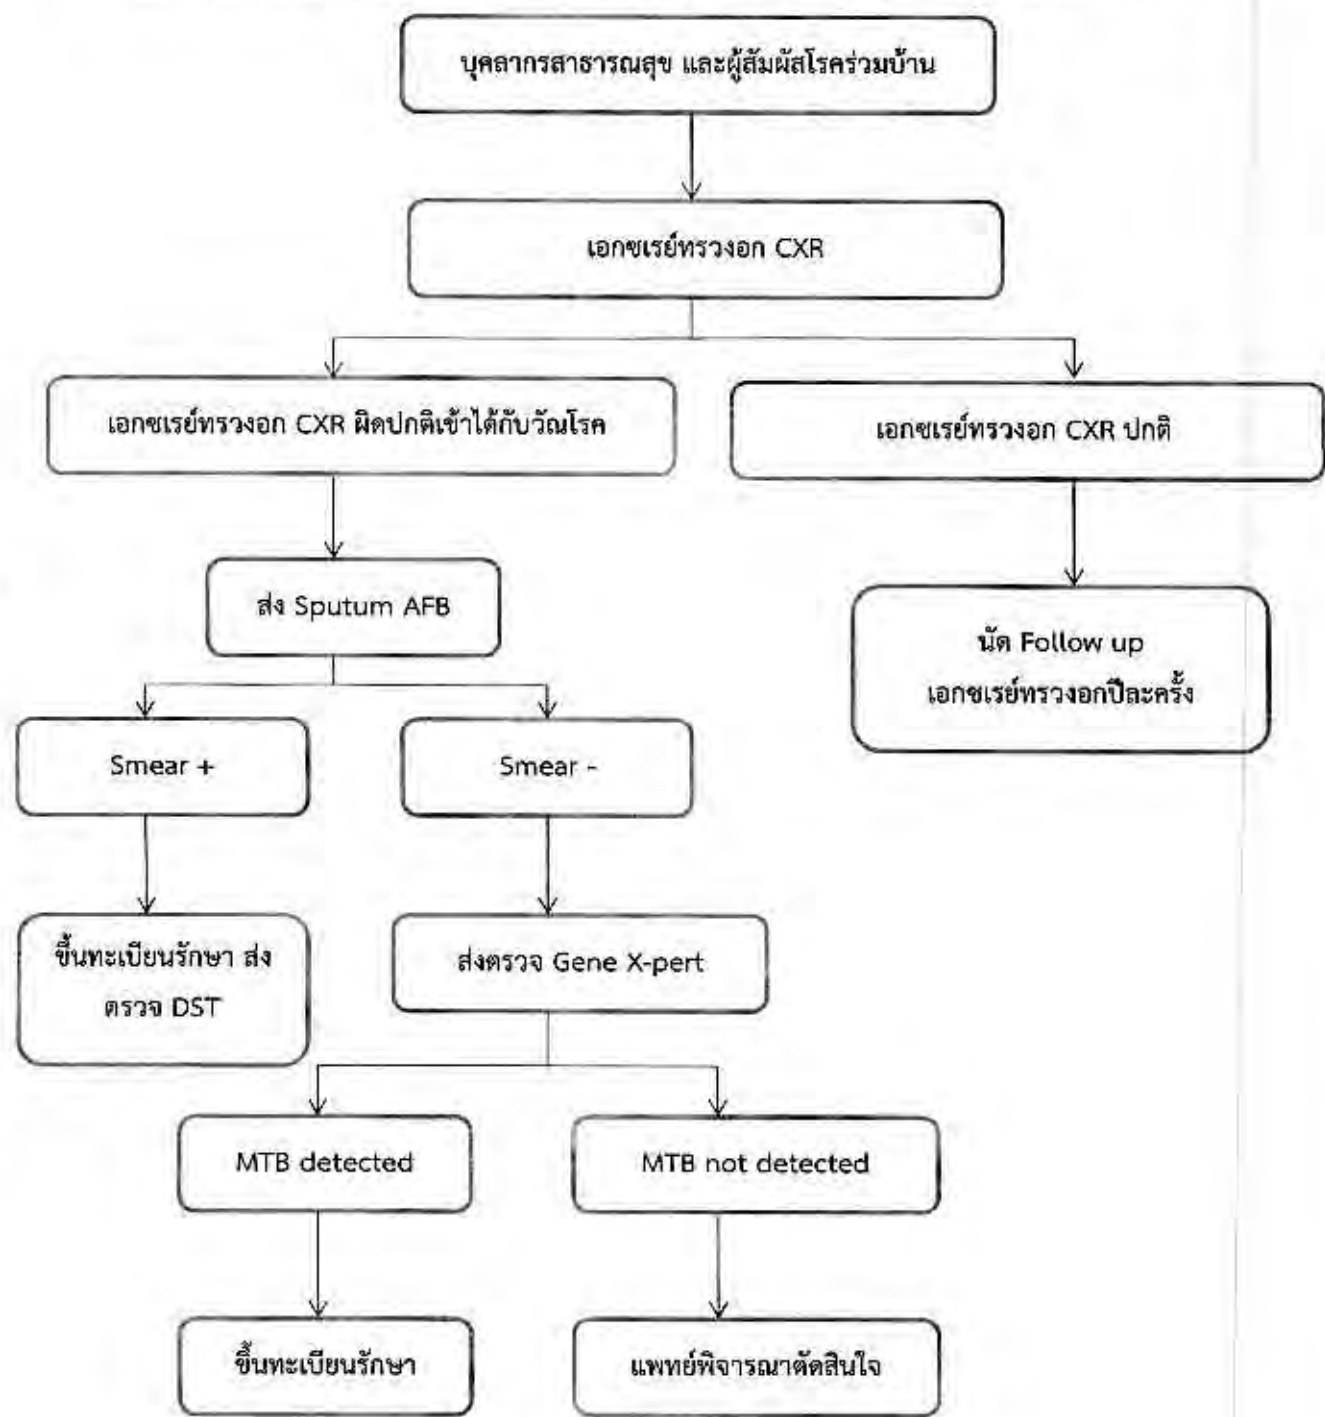 บุคลากรสาธารณสุข และผู้สัมผัสโรคร่วมบ้าน
เอกซเรย์ทรวงอก CXR
เอกซเรย์ทรวงอก CXR ผิดปกติเข้าได้กับวัณโรค
เอกซเรย์ทรวงอก CXR ปกติ
ส่ง Sputum AFB
นัด Follow up
เอกซเรย์ทรวงอกปีละครั้ง
Smear +
Smear -
ขึ้นทะเบียนรักษา ส่ง
ตรวจ DST
ส่งตรวจ Gene X-pert
MTB detected
MTB not detected
ขึ้นทะเบียนรักษา
แพทย์พิจารณาตัดสินใจ